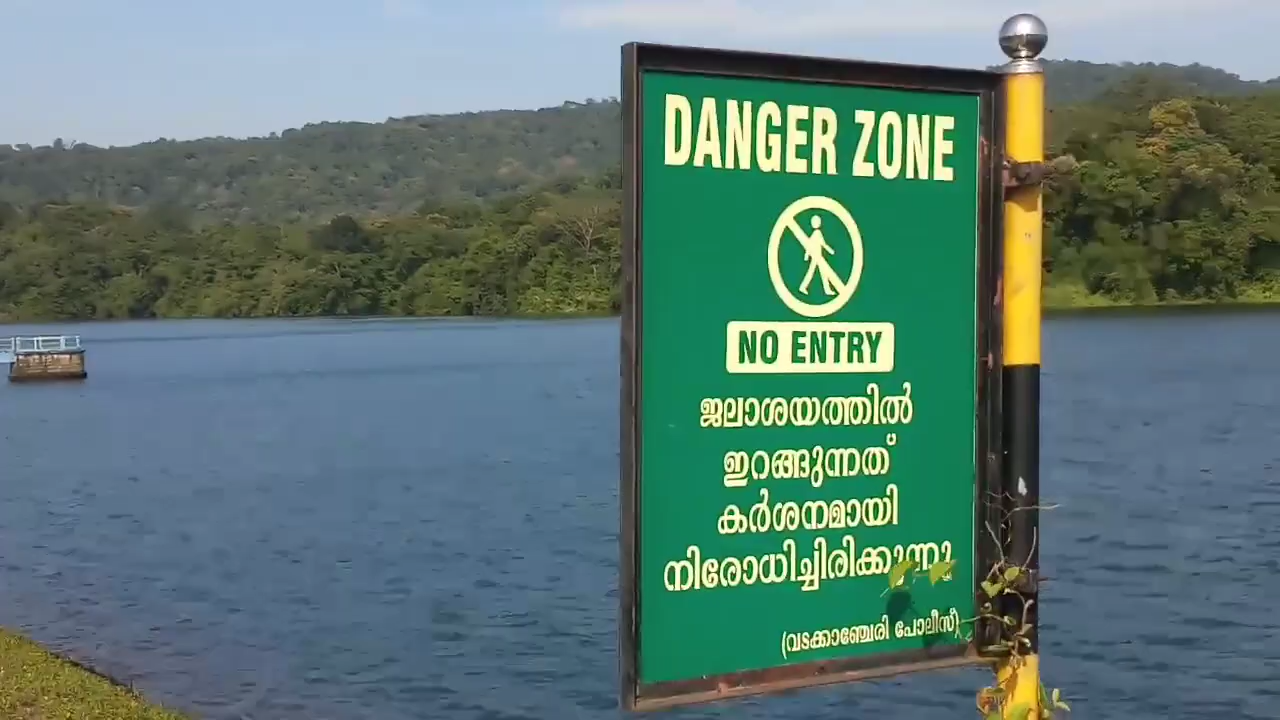 DANGER ZONE
NO ENTRY
ജലാശയത്തിൽ
ഇറങ്ങുന്നത്
കർശനമായി
നിരോധിച്ചിരിക്കുന്നു
(വടക്കാഞ്ചേരി പോലീസ്)